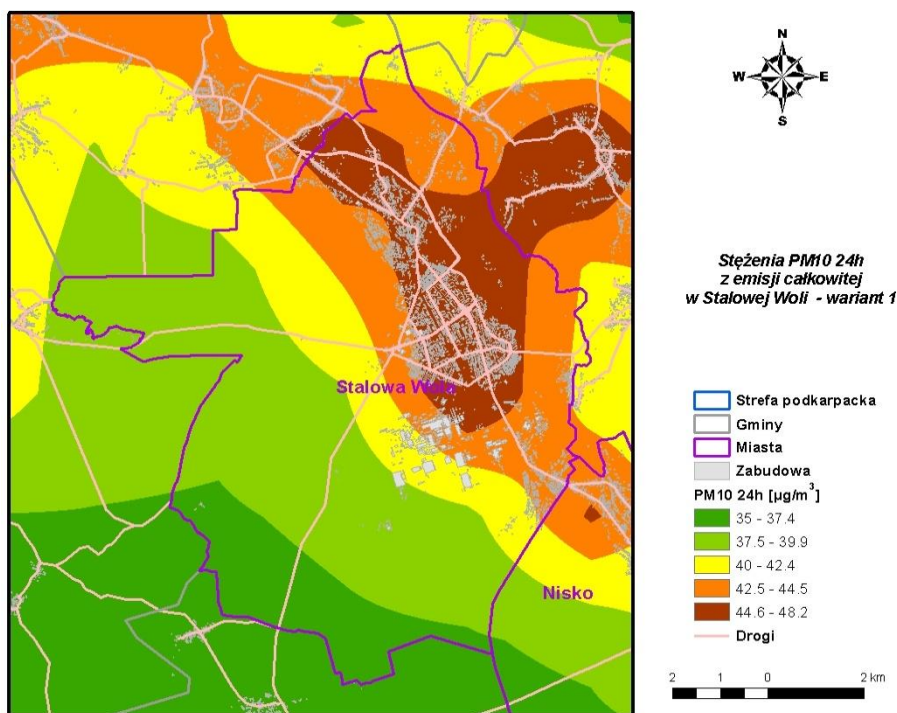 N
W E
S
Stężenia PM10 24h
z emisji całkowitej
w Stalowej Woli - wariant 1
Stalowa Wola
Nisko
Strefa podkarpacka
Gminy
Miasta
Zabudowa
PM10 24h [µg/m³]
35 - 37.4
37.5 - 39.9
40 - 42.4
42.5 - 44.5
44.6 - 48.2
Drogi
2 1 0 2 km